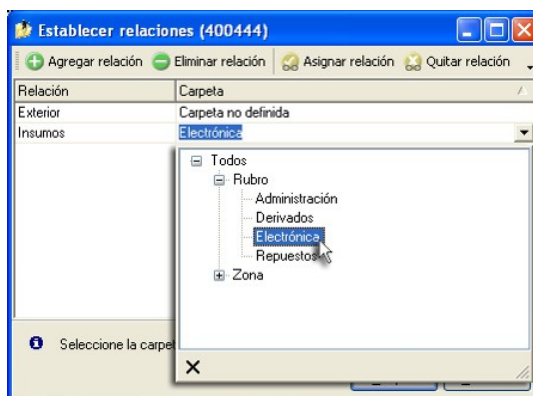 Establecer relaciones (400444)
Agregar relación Eliminar relación Asignar relación Quitar relación
Relación Carpeta
Exterior Carpeta no definida
Insumos Electrónica
Todos
Rubro
Administración
Derivados
Electrónica
Repuestos
Zona
Seleccione la